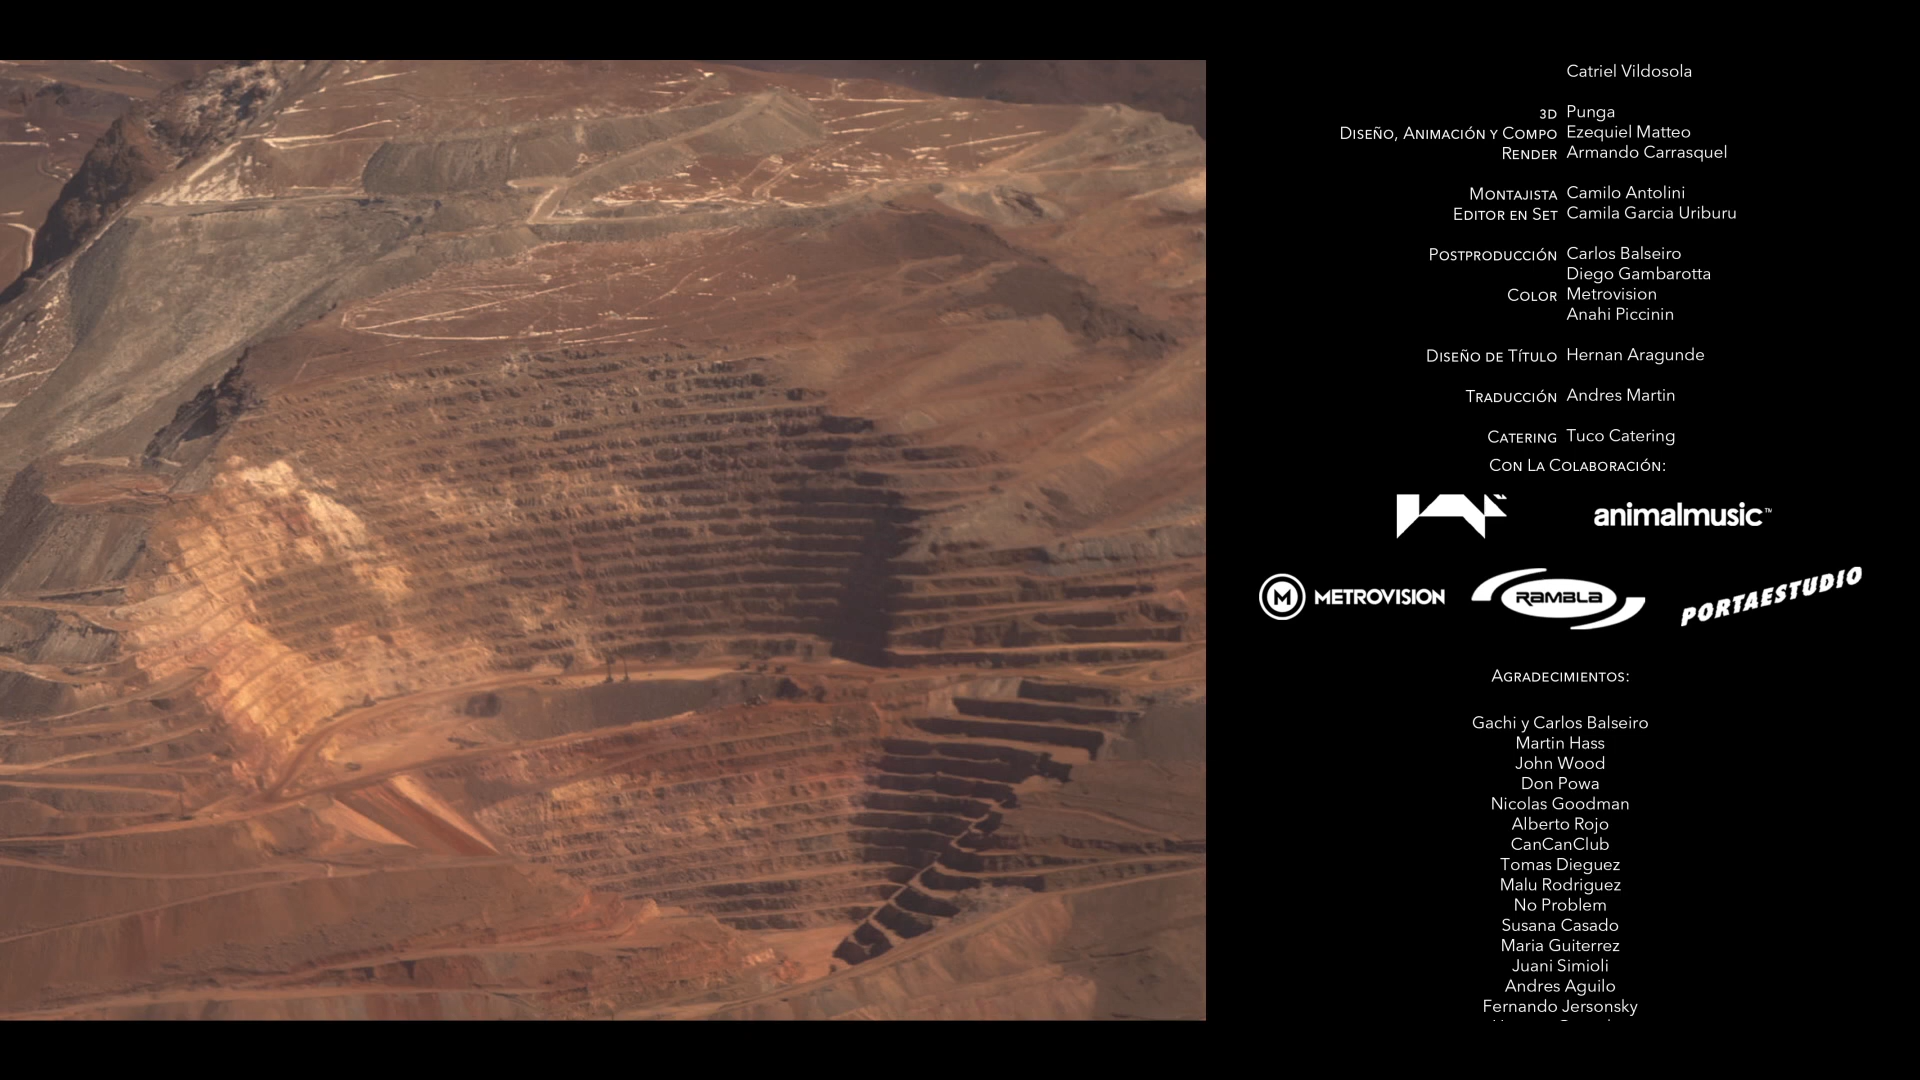 Catriel Vildosola
3D Punga
Diseño, Animación y Compo Ezequiel Matteo
Render Armando Carrasquel
Montajista Camilo Antolini
Editor en Set Camila Garcia Uriburu
Postproducción Carlos Balseiro
Diego Gambarotta
Color Metrovision
Anahi Piccinin
Diseño de Título Hernan Aragunde
Traducción Andres Martin
Catering Tuco Catering
Con La Colaboración:
animalmusic™
M METROVISION RAMBLA PORTAESTUDIO
Agradecimientos:
Gachi y Carlos Balseiro
Martin Hass
John Wood
Don Powa
Nicolas Goodman
Alberto Rojo
CanCanClub
Tomas Dieguez
Malu Rodriguez
No Problem
Susana Casado
Maria Guiterrez
Juani Simioli
Andres Aguilo
Fernando Jersonsky